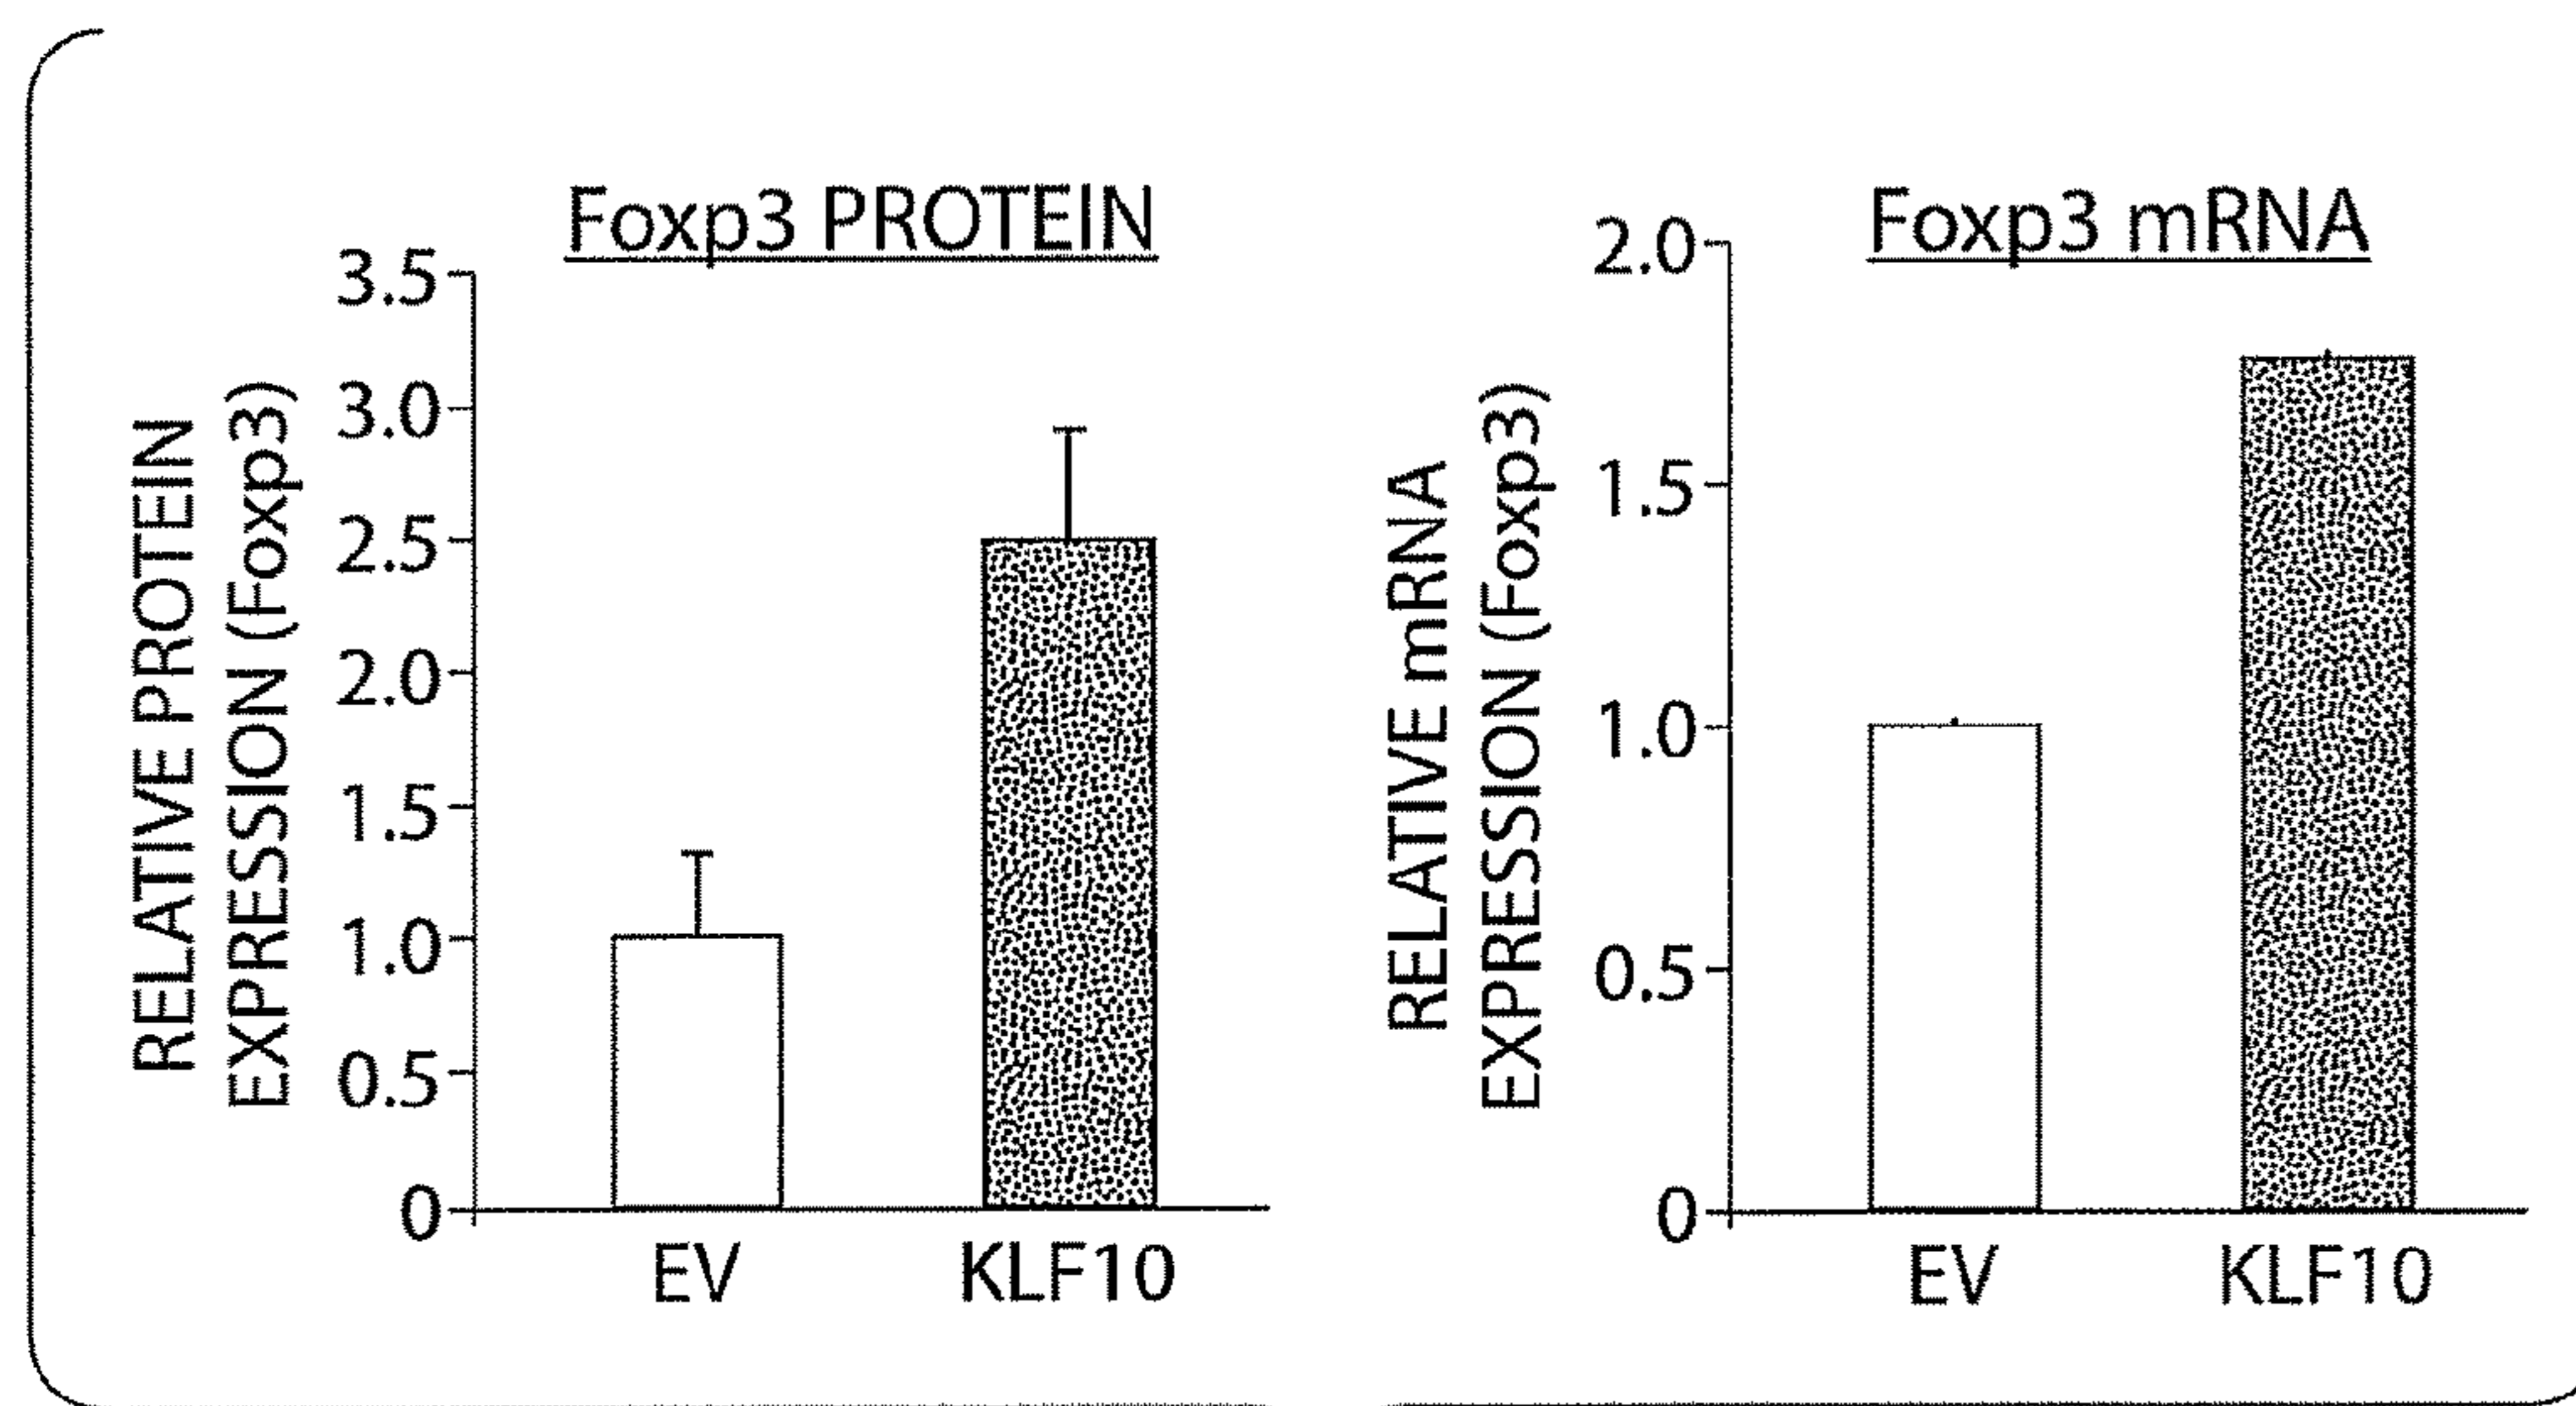 Foxp3 PROTEIN
RELATIVE PROTEIN
EXPRESSION (Foxp3)
3.5
3.0
2.5
2.0
1.5
1.0
0.5
0
EV
KLF10
Foxp3 mRNA
RELATIVE mRNA
EXPRESSION (Foxp3)
2.0
1.5
1.0
0.5
0
EV
KLF10